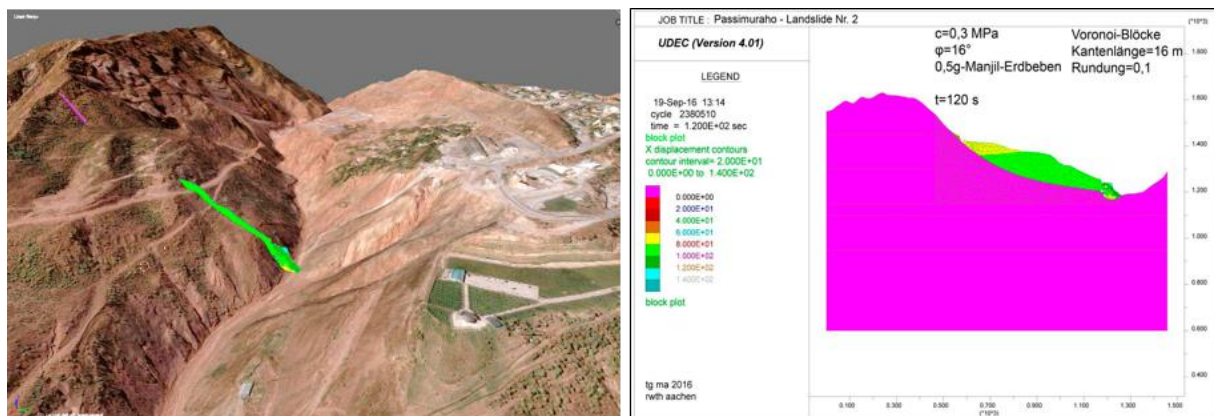 JOB TITLE : Passimuraho - Landslide Nr. 2
(*10^3)
UDEC (Version 4.01)
LEGEND
19-Sep-16 13:14
cycle 2380510
time = 1.200E+02 sec
block plot
X displacement contours
contour interval= 2.000E+01
0.000E+00 to 1.400E+02
0.000E+00
2.000E+01
4.000E+01
6.000E+01
8.000E+01
1.000E+02
1.200E+02
1.400E+02
block plot
tg ma 2016
rwth aachen
c=0,3 MPa
φ=16°
0,5g-Manjil-Erdbeben
t=120 s
Voronoi-Blöcke
Kantenlänge=16 m
Rundung=0,1
1.800
1.600
1.400
1.200
1.000
0.800
0.600
0.400
0.100 0.300 0.500 0.700 0.900 1.100 1.300 1.500
(*10^3)